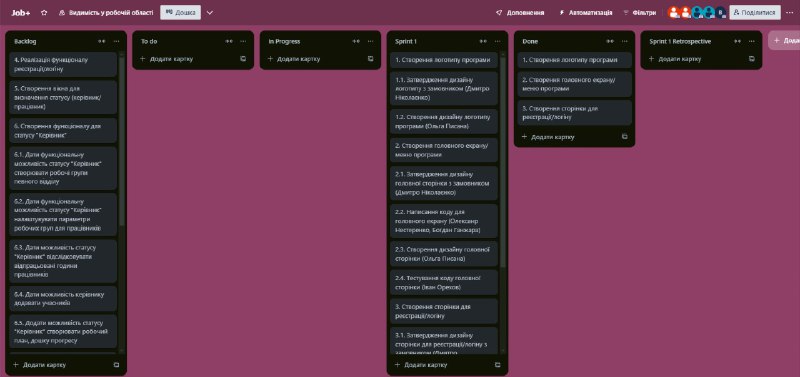 Job+
Видимість у робочій області
Дошка
Доповнення
Автоматизація
Фільтри
Поділитися
Backlog
4. Реалізація функціоналу
реєстрації/логіну
5. Створення вікна для
визначення статусу (керівник/
працівник)
6. Створення функціоналу для
статусу "Керівник"
6.1. Дати функціональну
можливість статусу "Керівник"
створювати робочі групи
певного відділу
6.2. Дати функціональну
можливість статусу "Керівник"
налаштовувати параметри
робочих груп для працівників
6.3. Дати можливість статусу
"Керівник" відслідковувати
відпрацьовані години
працівників
6.4. Дати можливість керівнику
додавати учасників
6.5. Додати можливість статусу
"Керівник" створювати робочий
план, дошку прогресу
Додати картку
To do
Додати картку
In Progress
Додати картку
Sprint 1
1. Створення логотипу програми
1.1. Затвердження дизайну
логотипу з замовником (Дмитро
Ніколаєнко)
1.2. Створення дизайну логотипу
програми (Ольга Писана)
2. Створення головного екрану/
меню програми
2.1. Затвердження дизайну
головної сторінки з замовником
(Дмитро Ніколаєнко)
2.2. Написання коду для
головного екрану (Олександр
Нестеренко, Богдан Ганжара)
2.3. Створення дизайну головної
сторінки (Ольга Писана)
2.4. Тестування коду головної
сторінки (Іван Орехов)
3. Створення сторінки для
реєстрації/логіну
3.1. Затвердження дизайну
сторінки для реєстрації/логіну з
замовником (Дмитро
Додати картку
Done
1. Створення логотипу програми
2. Створення головного екрану/
меню програми
3. Створення сторінки для
реєстрації/логіну
Додати картку
Sprint 1 Retrospective
Додати картку
Додат